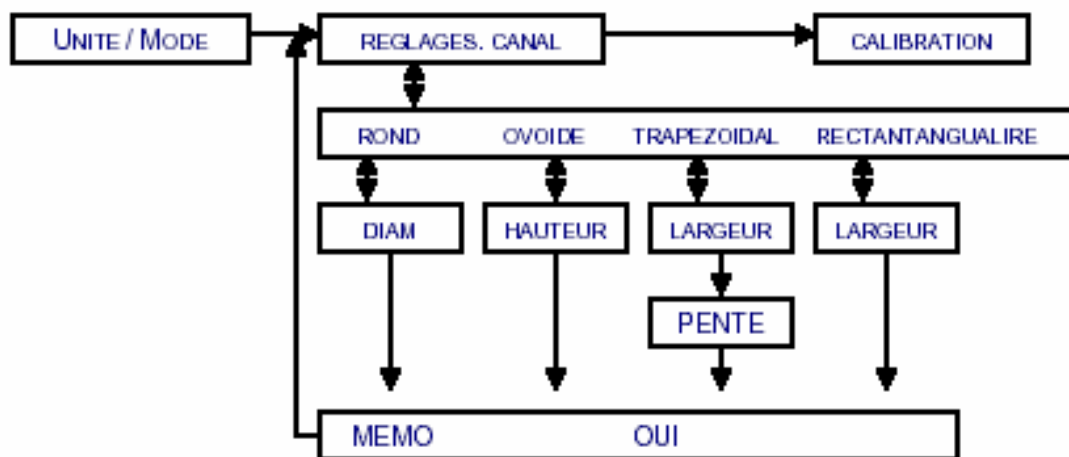 UNITE / MODE REGLAGES. CANAL CALIBRATION
ROND OVOIDE TRAPEZOIDAL RECTANTANGUALIRE
DIAM HAUTEUR LARGEUR LARGEUR
PENTE
MEMO OUI